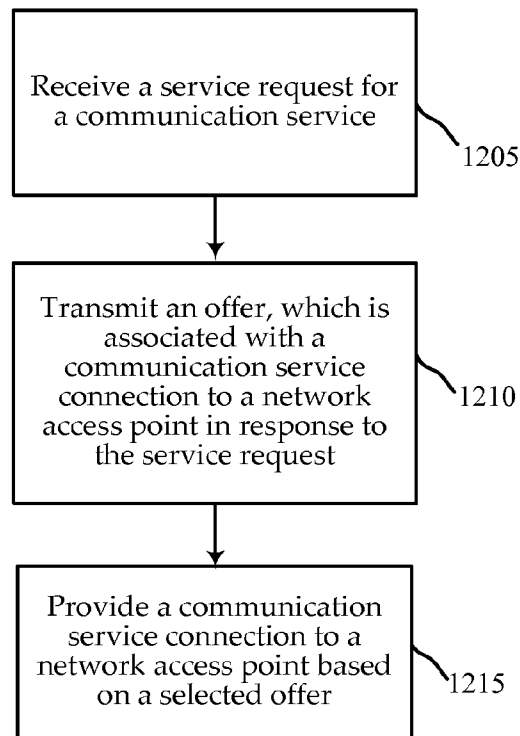 Receive a service request for
a communication service
1205
Transmit an offer, which is
associated with a
communication service
connection to a network
access point in response to
the service request
1210
Provide a communication
service connection to a
network access point based
on a selected offer
1215